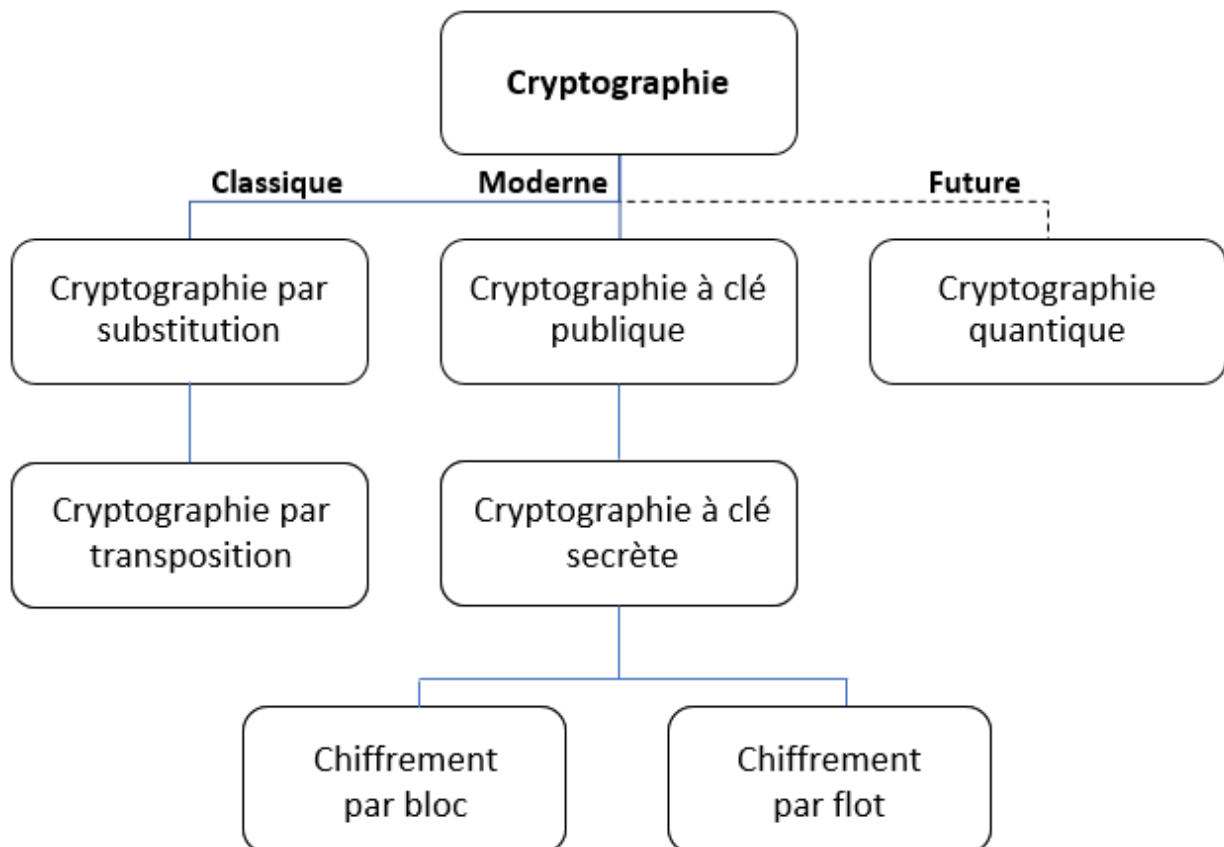 Cryptographie
Classique
Moderne
Future
Cryptographie par
substitution
Cryptographie à clé
publique
Cryptographie
quantique
Cryptographie par
transposition
Cryptographie à clé
secrète
Chiffrement
par bloc
Chiffrement
par flot